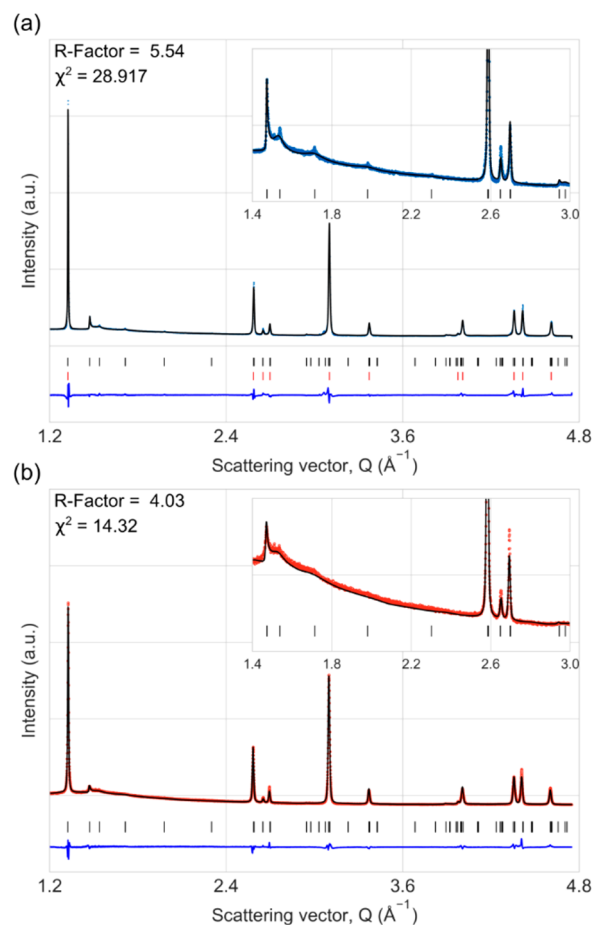 (a)
R-Factor = 5.54
χ² = 28.917
1.4 1.8 2.2 2.6 3.0
Intensity (a.u.)
1.2 2.4 3.6 4.8
Scattering vector, Q (Å⁻¹)
(b)
R-Factor = 4.03
χ² = 14.32
1.4 1.8 2.2 2.6 3.0
Intensity (a.u.)
1.2 2.4 3.6 4.8
Scattering vector, Q (Å⁻¹)